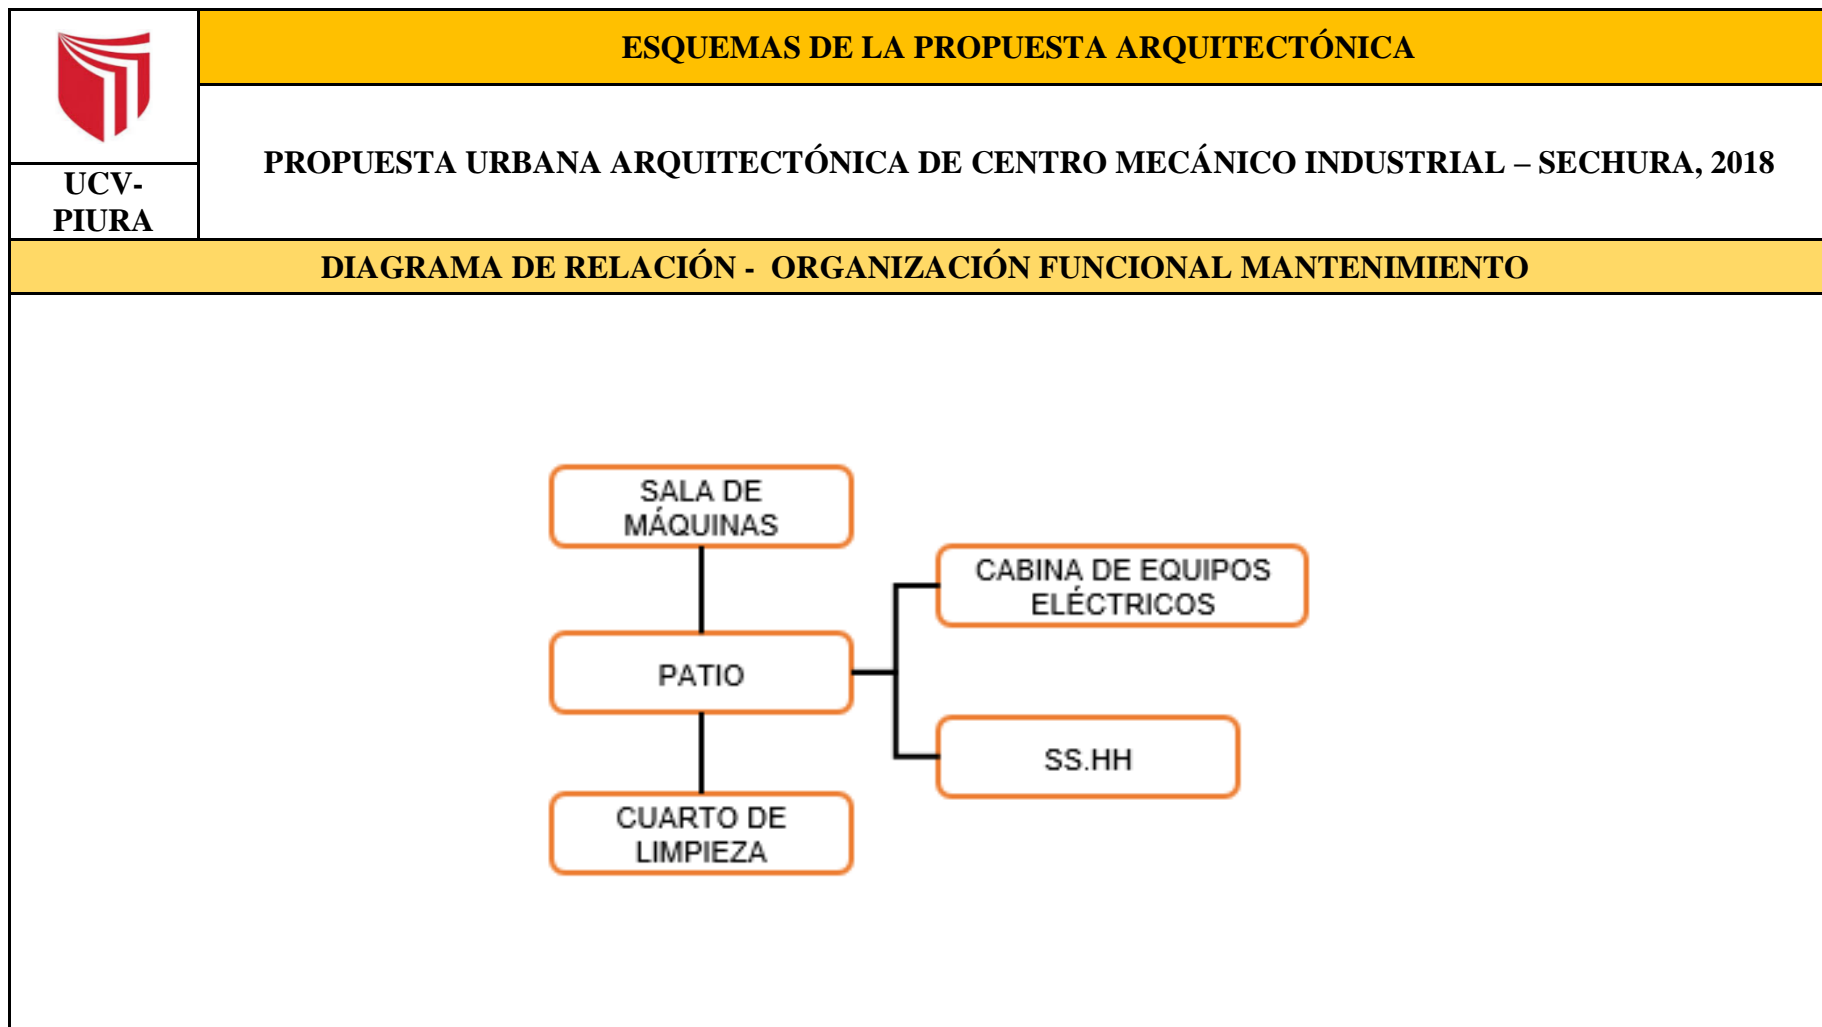 ESQUEMAS DE LA PROPUESTA ARQUITECTÓNICA
PROPUESTA URBANA ARQUITECTÓNICA DE CENTRO MECÁNICO INDUSTRIAL – SECHURA, 2018
UCV-
PIURA
DIAGRAMA DE RELACIÓN - ORGANIZACIÓN FUNCIONAL MANTENIMIENTO
SALA DE
MÁQUINAS
CABINA DE EQUIPOS
ELÉCTRICOS
PATIO
SS.HH
CUARTO DE
LIMPIEZA